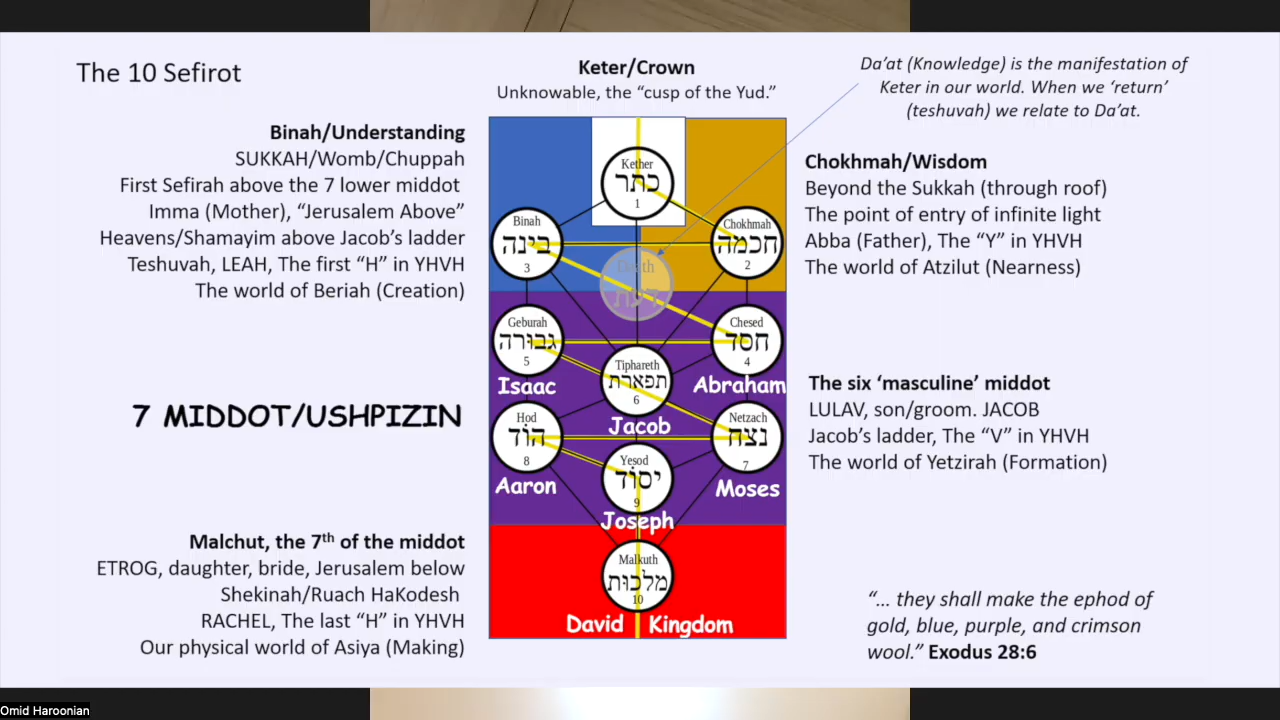 The 10 Sefirot
Keter/Crown
Unknowable, the “cusp of the Yud.”
Da’at (Knowledge) is the manifestation of
Keter in our world. When we ‘return’
(teshuvah) we relate to Da’at.
Binah/Understanding
SUKKAH/Womb/Chuppah
First Sefirah above the 7 lower middot
Imma (Mother), “Jerusalem Above”
Heavens/Shamayim above Jacob’s ladder
Teshuvah, LEAH, The first “H” in YHVH
The world of Beriah (Creation)
Chokhmah/Wisdom
Beyond the Sukkah (through roof)
The point of entry of infinite light
Abba (Father), The “Y” in YHVH
The world of Atzilut (Nearness)
Kether
כתר
1
Binah
בינה
3
Chokhmah
חכמה
2
דעת
Geburah
גבורה
5
Isaac
Chesed
חסד
4
Abraham
Tiphareth
תפארת
6
Jacob
Hod
הוד
8
Aaron
Netzach
נצח
7
Moses
Yesod
יסוד
9
Joseph
Malkuth
מלכות
10
David Kingdom
7 MIDDOT/USHPIZIN
The six ‘masculine’ middot
LULAV, son/groom. JACOB
Jacob’s ladder, The “V” in YHVH
The world of Yetzirah (Formation)
Malchut, the 7th of the middot
ETROG, daughter, bride, Jerusalem below
Shekinah/Ruach HaKodesh
RACHEL, The last “H” in YHVH
Our physical world of Asiya (Making)
“… they shall make the ephod of
gold, blue, purple, and crimson
wool.” Exodus 28:6
Omid Haroonian